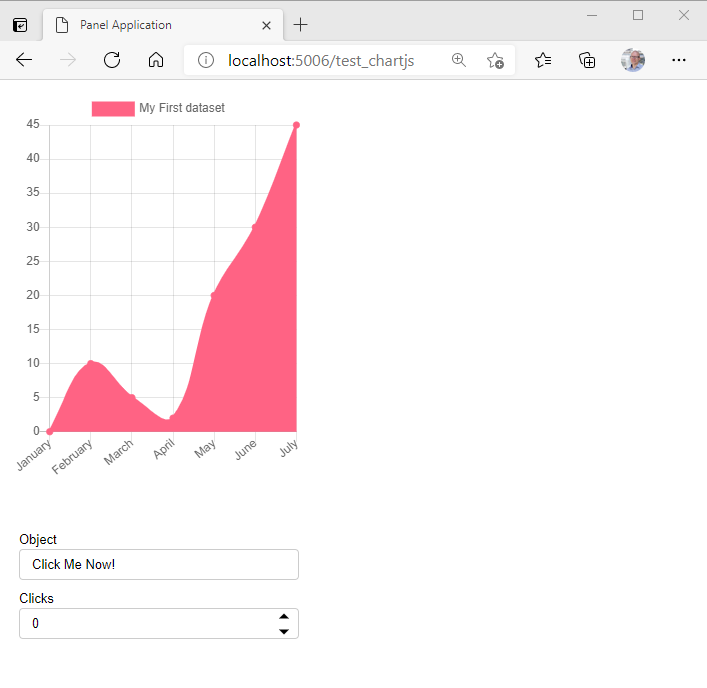 Panel Application
localhost:5006/test_chartjs
My First dataset
45
40
35
30
25
20
15
10
5
0
January February March April May June July
Object
Click Me Now!
Clicks
0